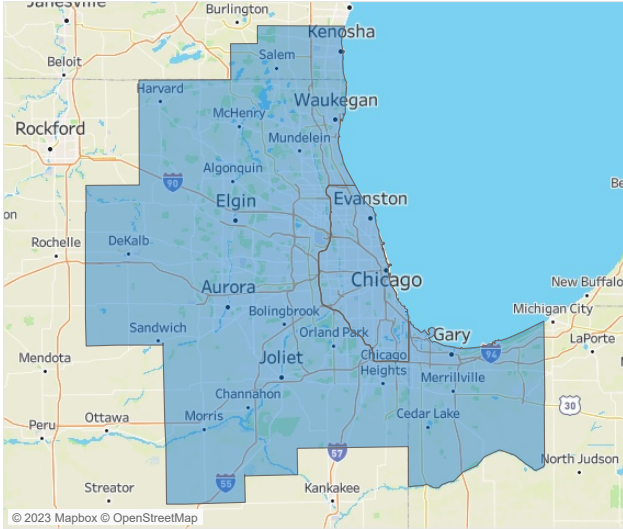 Janesville
Burlington
Kenosha
Beloit
Salem
Harvard
Waukegan
McHenry
Rockford
Mundelein
Algonquin
90
Elgin
Evanston
on
DeKalb
Rochelle
Chicago
Aurora
New Buffalo
Bolingbrook
Michigan City
Sandwich
Orland Park
Gary
LaPorte
Mendota
Joliet
Chicago
Heights
94
Merrillville
Channahon
30
Ottawa
Morris
Cedar Lake
Peru
57
North Judson
Streator
55
Kankakee
© 2023 Mapbox © OpenStreetMap